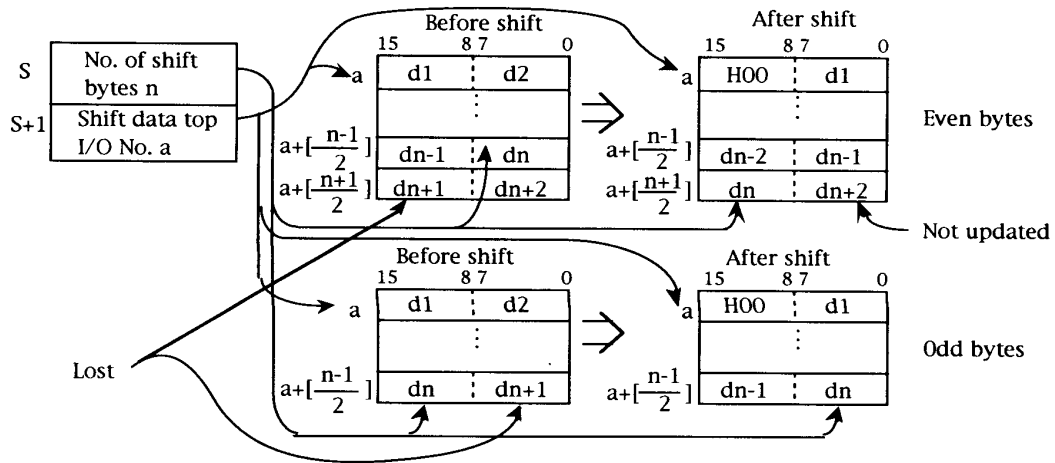 Before shift
After shift
15 8 7 0
15 8 7 0
S
No. of shift
bytes n
S+1
Shift data top
I/O No. a
a
d1 d2
⋮
a+[n-1/2]
dn-1 dn
a+[n+1/2]
dn+1 dn+2
a
H00 d1
⋮
a+[n-1/2]
dn-2 dn-1
a+[n+1/2]
dn dn+2
Even bytes
Not updated
Before shift
After shift
15 8 7 0
15 8 7 0
a
d1 d2
⋮
a+[n-1/2]
dn dn+1
a
H00 d1
⋮
a+[n-1/2]
dn-1 dn
Odd bytes
Lost